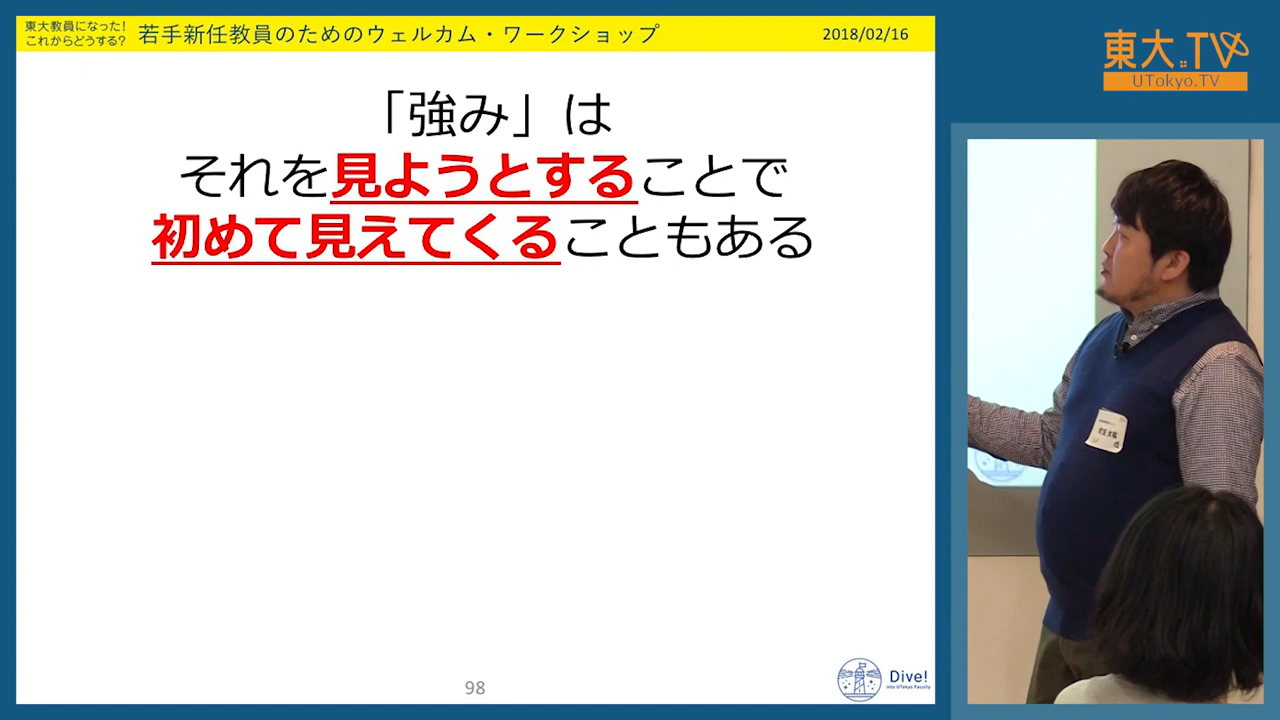 東大教員になった!
これからどうする?
若手新任教員のためのウェルカム・ワークショップ
2018/02/16
東大TV
UTokyo.TV
「強み」は
それを見ようとすることで
初めて見えてくることもある
98
Dive!
into UTokyo Faculty